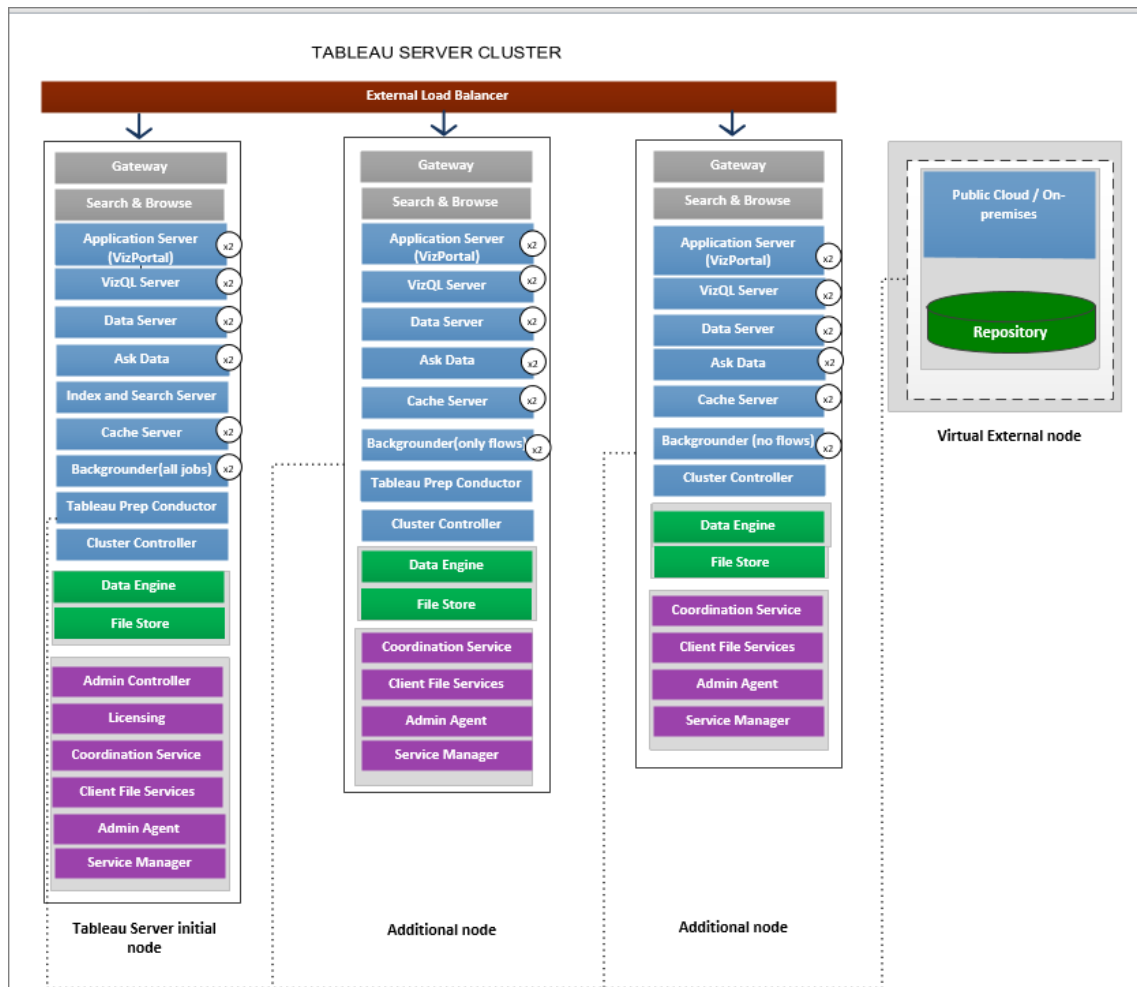 TABLEAU SERVER CLUSTER
External Load Balancer
Gateway
Search & Browse
Application Server
(VizPortal)
x2
VizQL Server
x2
Data Server
x2
Ask Data
x2
Index and Search Server
Cache Server
x2
Backgrounder(all jobs)
x2
Tableau Prep Conductor
Cluster Controller
Data Engine
File Store
Admin Controller
Licensing
Coordination Service
Client File Services
Admin Agent
Service Manager
Tableau Server initial
node
Gateway
Search & Browse
Application Server
(VizPortal)
x2
VizQL Server
x2
Data Server
x2
Ask Data
x2
Cache Server
x2
Backgrounder(only flows)
x2
Tableau Prep Conductor
Cluster Controller
Data Engine
File Store
Coordination Service
Client File Services
Admin Agent
Service Manager
Additional node
Gateway
Search & Browse
Application Server
(VizPortal)
x2
VizQL Server
x2
Data Server
x2
Ask Data
x2
Cache Server
x2
Backgrounder (no flows)
x2
Cluster Controller
Data Engine
File Store
Coordination Service
Client File Services
Admin Agent
Service Manager
Additional node
Public Cloud / On-
premises
Repository
Virtual External node